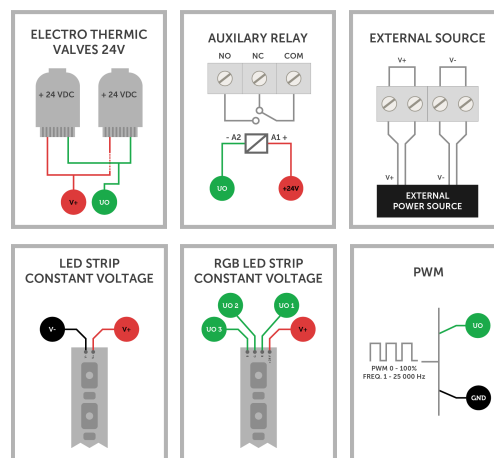 ELECTRO THERMIC
VALVES 24V
+ 24 VDC
+ 24 VDC
V+
UO
AUXILARY RELAY
NO NC COM
- A2 A1 +
UO
+24V
EXTERNAL SOURCE
V+ V-
V+ V-
EXTERNAL
POWER SOURCE
LED STRIP
CONSTANT VOLTAGE
V-
V+
RGB LED STRIP
CONSTANT VOLTAGE
UO 2 UO 1
UO 3 V+
PWM
UO
PWM 0 - 100%
FREQ. 1 - 25 000 Hz
GND